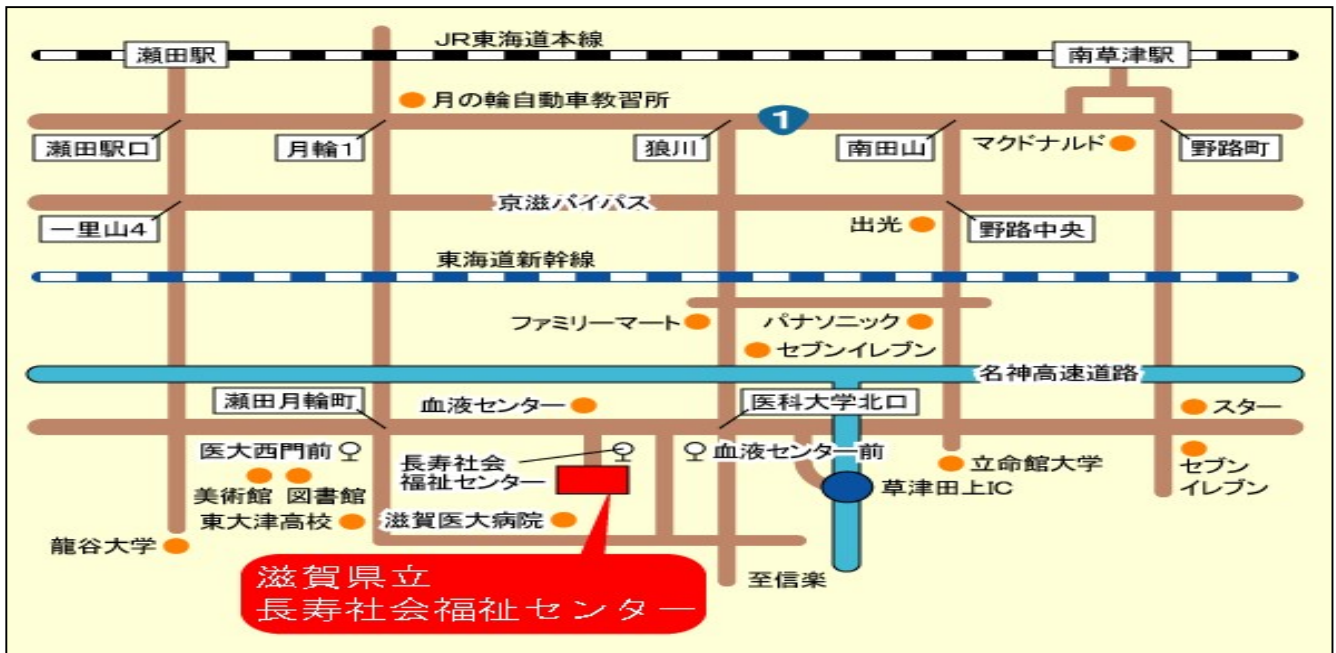 JR東海道本線
瀬田駅
南草津駅
月の輪自動車教習所
1
瀬田駅口
月輪1
狼川
南田山
マクドナルド
野路町
京滋バイパス
一里山4
出光
野路中央
東海道新幹線
ファミリーマート
パナソニック
セブンイレブン
名神高速道路
瀬田月輪町
血液センター
医科大学北口
スター
医大西門前
長寿社会
福祉センター
血液センター前
立命館大学
セブン
イレブン
美術館
図書館
草津田上IC
東大津高校
滋賀医大病院
龍谷大学
至信楽
滋賀県立
長寿社会福祉センター